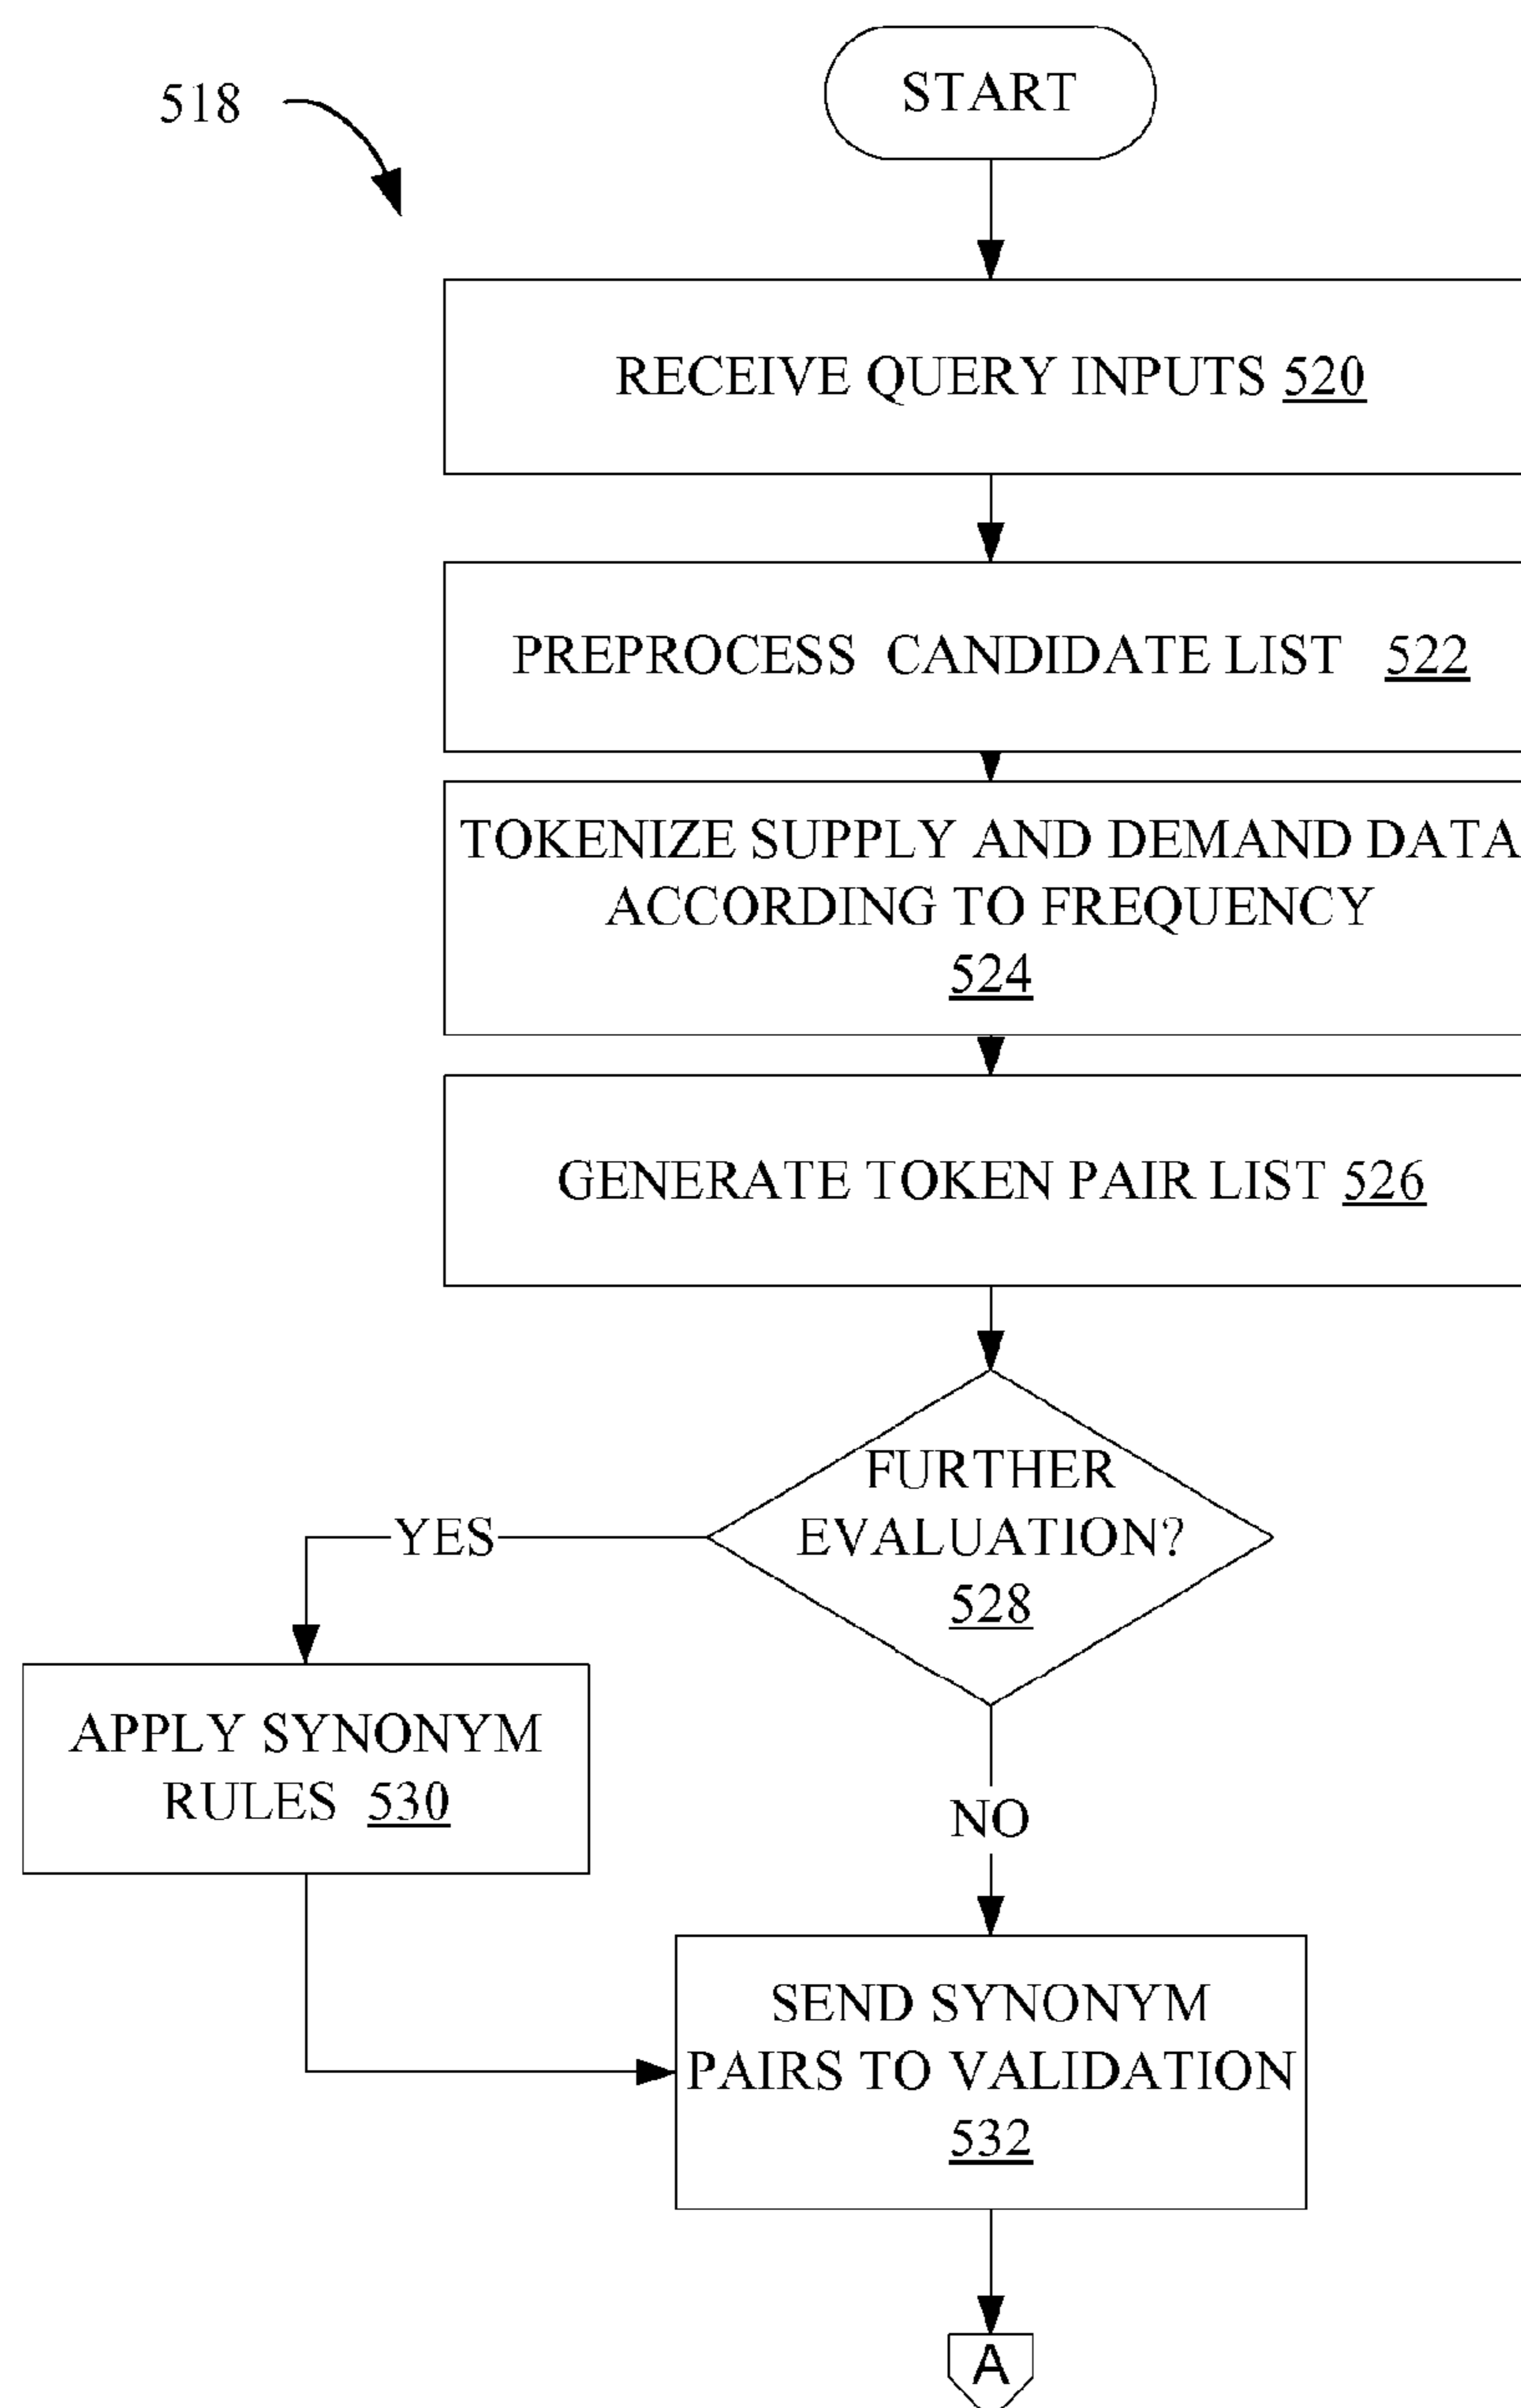 518
START
RECEIVE QUERY INPUTS 520
PREPROCESS CANDIDATE LIST 522
TOKENIZE SUPPLY AND DEMAND DATA
ACCORDING TO FREQUENCY
524
GENERATE TOKEN PAIR LIST 526
FURTHER
EVALUATION?
528
YES
APPLY SYNONYM
RULES 530
NO
SEND SYNONYM
PAIRS TO VALIDATION
532
A